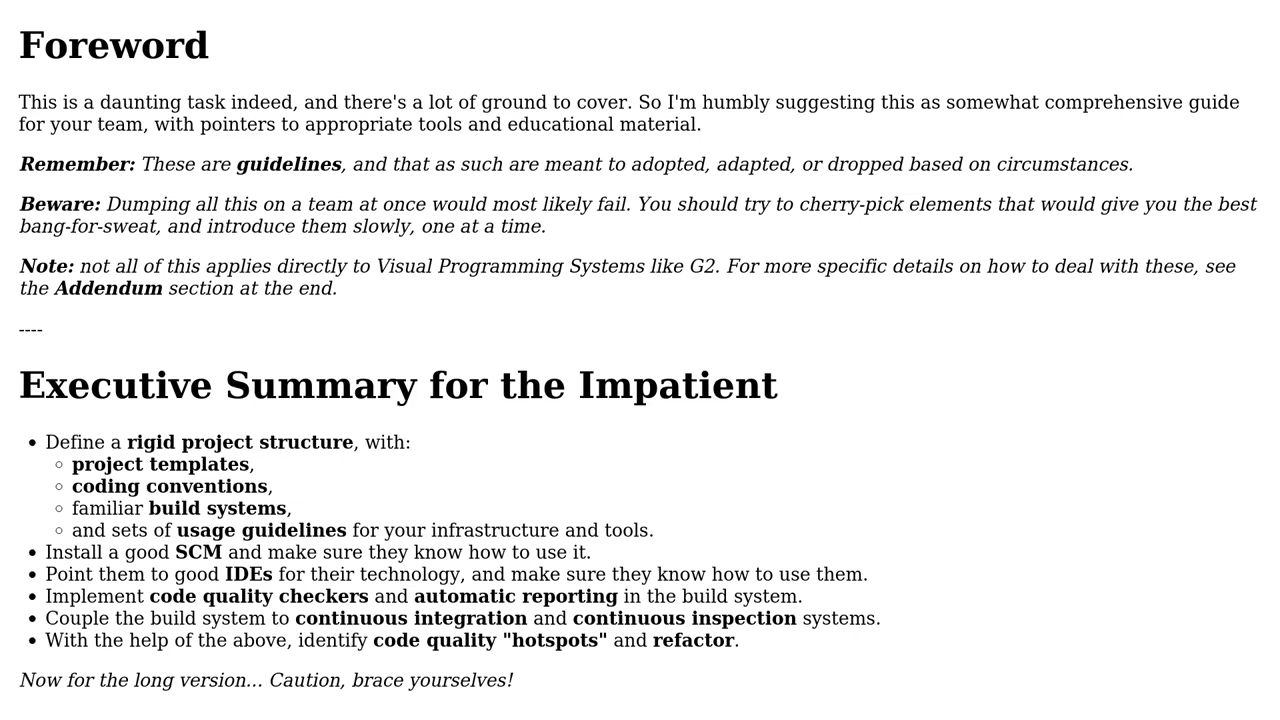 Foreword
This is a daunting task indeed, and there's a lot of ground to cover. So I'm humbly suggesting this as somewhat comprehensive guide
for your team, with pointers to appropriate tools and educational material.
Remember: These are guidelines, and that as such are meant to adopted, adapted, or dropped based on circumstances.
Beware: Dumping all this on a team at once would most likely fail. You should try to cherry-pick elements that would give you the best
bang-for-sweat, and introduce them slowly, one at a time.
Note: not all of this applies directly to Visual Programming Systems like G2. For more specific details on how to deal with these, see
the Addendum section at the end.
----
Executive Summary for the Impatient
• Define a rigid project structure, with:
◦ project templates,
◦ coding conventions,
◦ familiar build systems,
◦ and sets of usage guidelines for your infrastructure and tools.
• Install a good SCM and make sure they know how to use it.
• Point them to good IDEs for their technology, and make sure they know how to use them.
• Implement code quality checkers and automatic reporting in the build system.
• Couple the build system to continuous integration and continuous inspection systems.
• With the help of the above, identify code quality "hotspots" and refactor.
Now for the long version... Caution, brace yourselves!